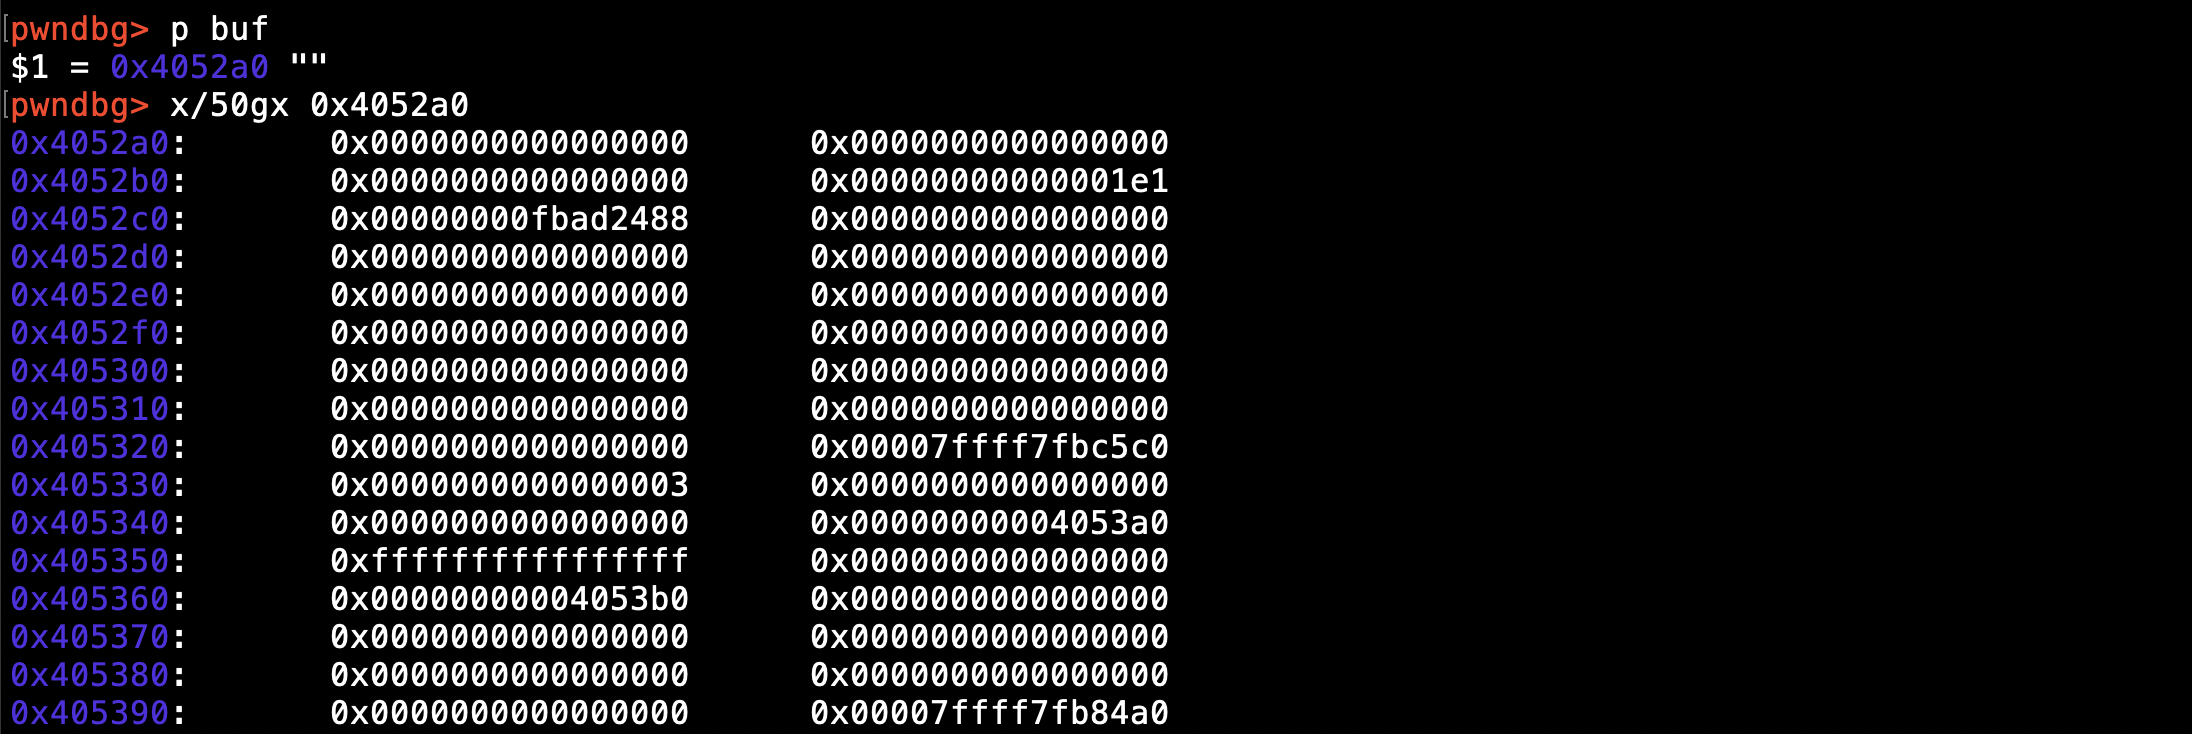 [pwndbg> p buf
$1 = 0x4052a0 ""
[pwndbg> x/50gx 0x4052a0
0x4052a0:	0x0000000000000000	0x0000000000000000
0x4052b0:	0x0000000000000000	0x00000000000001e1
0x4052c0:	0x00000000fbad2488	0x0000000000000000
0x4052d0:	0x0000000000000000	0x0000000000000000
0x4052e0:	0x0000000000000000	0x0000000000000000
0x4052f0:	0x0000000000000000	0x0000000000000000
0x405300:	0x0000000000000000	0x0000000000000000
0x405310:	0x0000000000000000	0x0000000000000000
0x405320:	0x0000000000000000	0x00007ffff7fbc5c0
0x405330:	0x0000000000000003	0x0000000000000000
0x405340:	0x0000000000000000	0x00000000004053a0
0x405350:	0xffffffffffffffff	0x0000000000000000
0x405360:	0x00000000004053b0	0x0000000000000000
0x405370:	0x0000000000000000	0x0000000000000000
0x405380:	0x0000000000000000	0x0000000000000000
0x405390:	0x0000000000000000	0x00007ffff7fb84a0